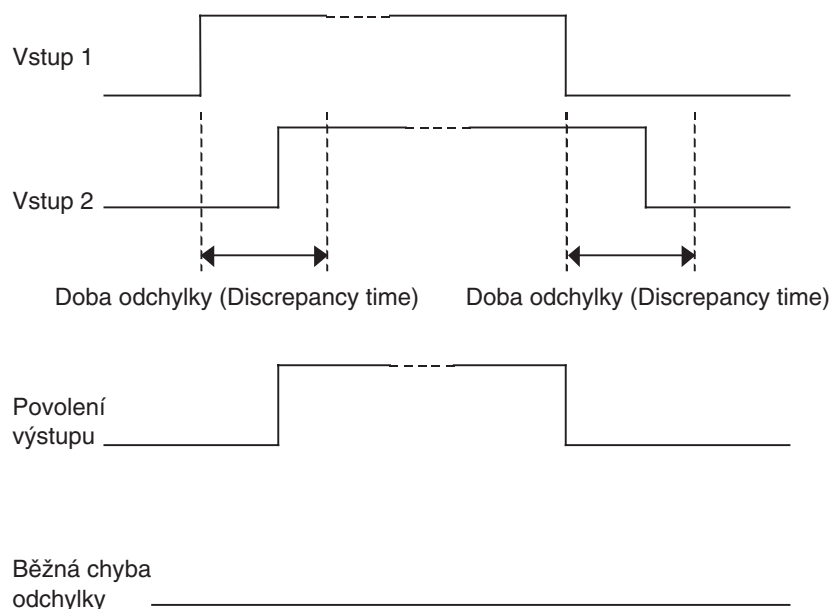 Vstup 1
Vstup 2
Doba odchylky (Discrepancy time)
Doba odchylky (Discrepancy time)
Povolení
výstupu
Běžná chyba
odchylky